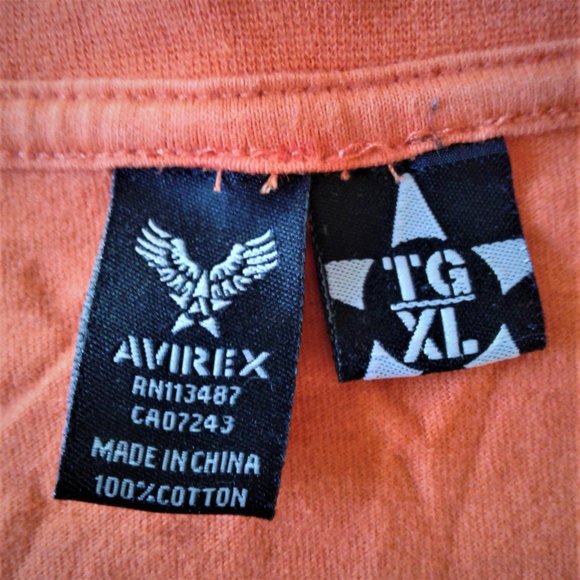 AVIREX
RN113487
CA07243
MADE IN CHINA
100%COTTON
TG
XL